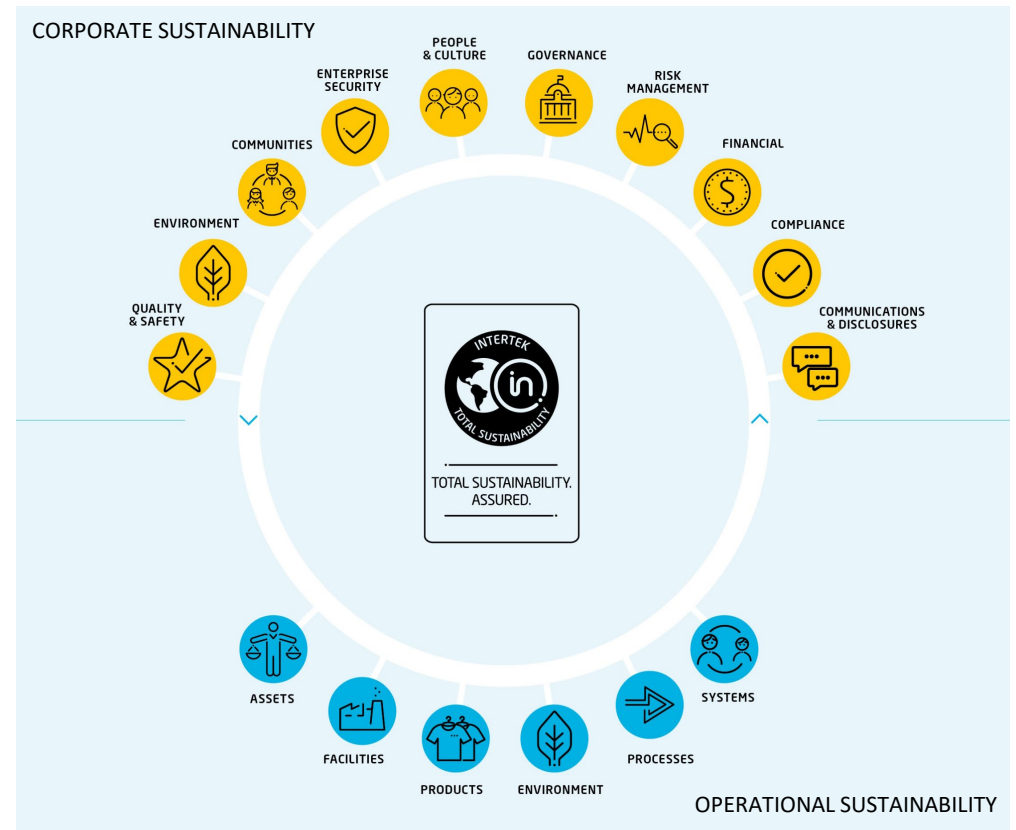 CORPORATE SUSTAINABILITY
PEOPLE
& CULTURE
GOVERNANCE
ENTERPRISE
SECURITY
RISK
MANAGEMENT
COMMUNITIES
FINANCIAL
ENVIRONMENT
COMPLIANCE
QUALITY
& SAFETY
COMMUNICATIONS
& DISCLOSURES
INTERTEK
in
TOTAL SUSTAINABILITY
TOTAL SUSTAINABILITY.
ASSURED.
ASSETS
SYSTEMS
FACILITIES
PROCESSES
PRODUCTS
ENVIRONMENT
OPERATIONAL SUSTAINABILITY